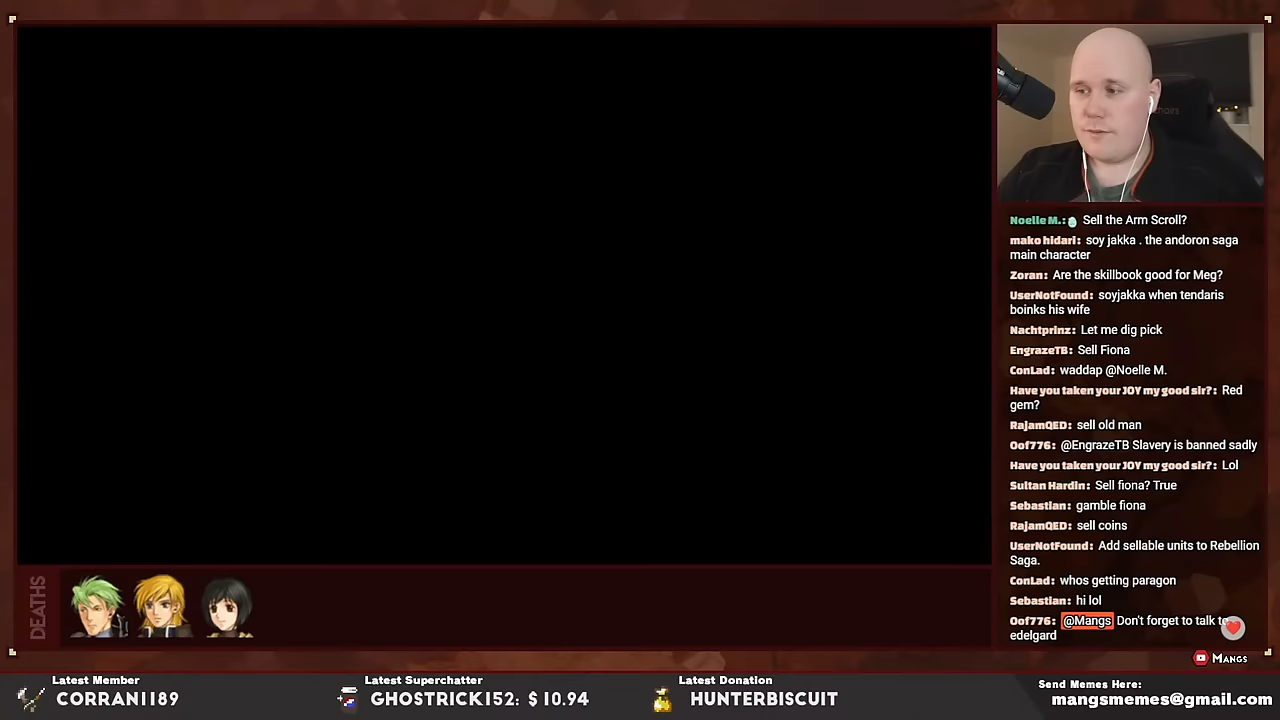 Noelle M.: Sell the Arm Scroll?
mako hidari: soy jakka . the andoron saga
main character
Zoran: Are the skillbook good for Meg?
UserNotFound: soyjakka when tendaris
boinks his wife
Nachtprinz: Let me dig pick
EngrazeTB: Sell Fiona
ConLad: waddap @Noelle M.
Have you taken your JOY my good sir?: Red
gem?
RajamQED: sell old man
Oof776: @EngrazeTB Slavery is banned sadly
Have you taken your JOY my good sir?: Lol
Sultan Hardin: Sell fiona? True
Sebastian: gamble fiona
RajamQED: sell coins
UserNotFound: Add sellable units to Rebellion
Saga.
ConLad: whos getting paragon
Sebastian: hi lol
Oof776: @Mangs Don't forget to talk to
edelgard
DEATHS
Mangs
Latest Member
CORRAN1189
Latest Superchatter
GHOSTRICK152: $10.94
Latest Donation
HUNTERBISCUIT
Send Memes Here:
mangsmemes@gmail.com